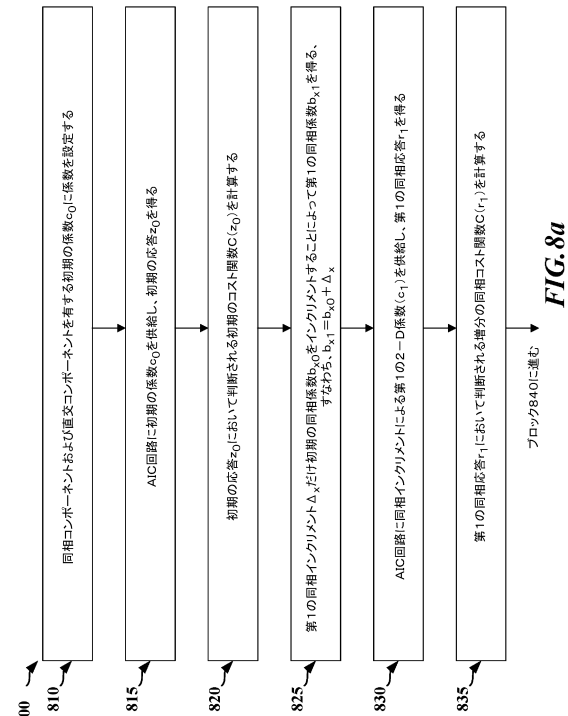 00
810
同相コンポーネントおよび直交コンポーネントを有する初期の係数c0に係数を設定する
815
AIC回路に初期の係数c0を供給し、初期の応答z0を得る
820
初期の応答z0において判断される初期のコスト関数C(z0)を計算する
825
第1の同相インクリメントΔxだけ初期の同相係数bx0をインクリメントすることによって第1の同相係数bx1を得る、
すなわち、bx1=bx0+Δx
830
AIC回路に同相インクリメントによる第1の2-D係数(c1)を供給し、第1の同相応答r1を得る
835
第1の同相応答r1において判断される増分の同相コスト関数C(r1)を計算する
ブロック840に進む
FIG.8a